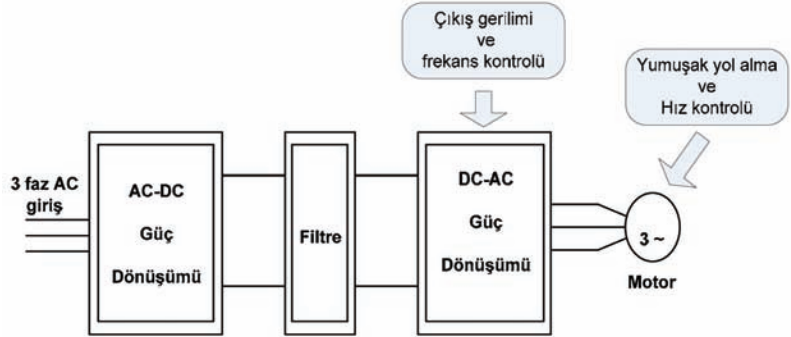 Çıkış gerilimi
ve
frekans kontrolü
Yumuşak yol alma
ve
Hız kontrolü
3 faz AC
giriş
AC-DC
Güç
Dönüşümü
Filtre
DC-AC
Güç
Dönüşümü
3 ~
Motor